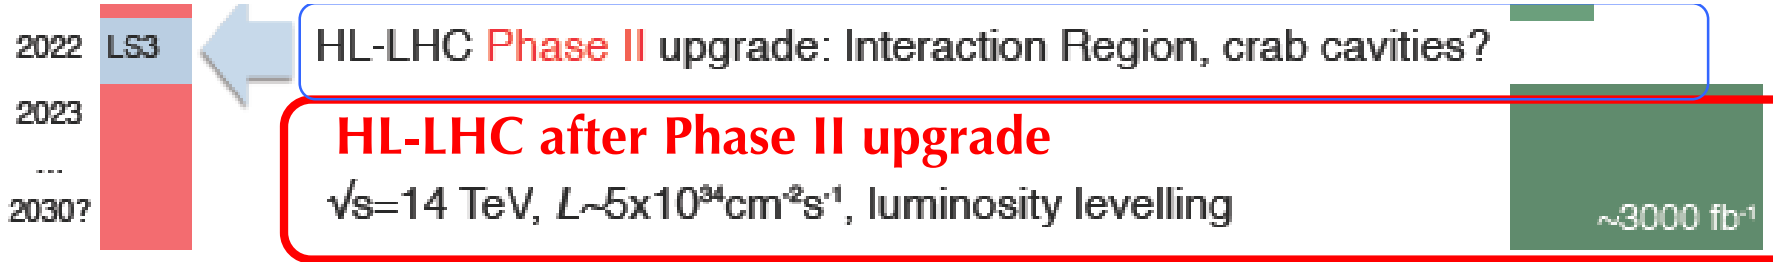 2022 LS3 HL-LHC Phase II upgrade: Interaction Region, crab cavities?
2023
HL-LHC after Phase II upgrade
...
2030? √s=14 TeV, L~5x10³⁴cm⁻²s⁻¹, luminosity levelling ~3000 fb⁻¹